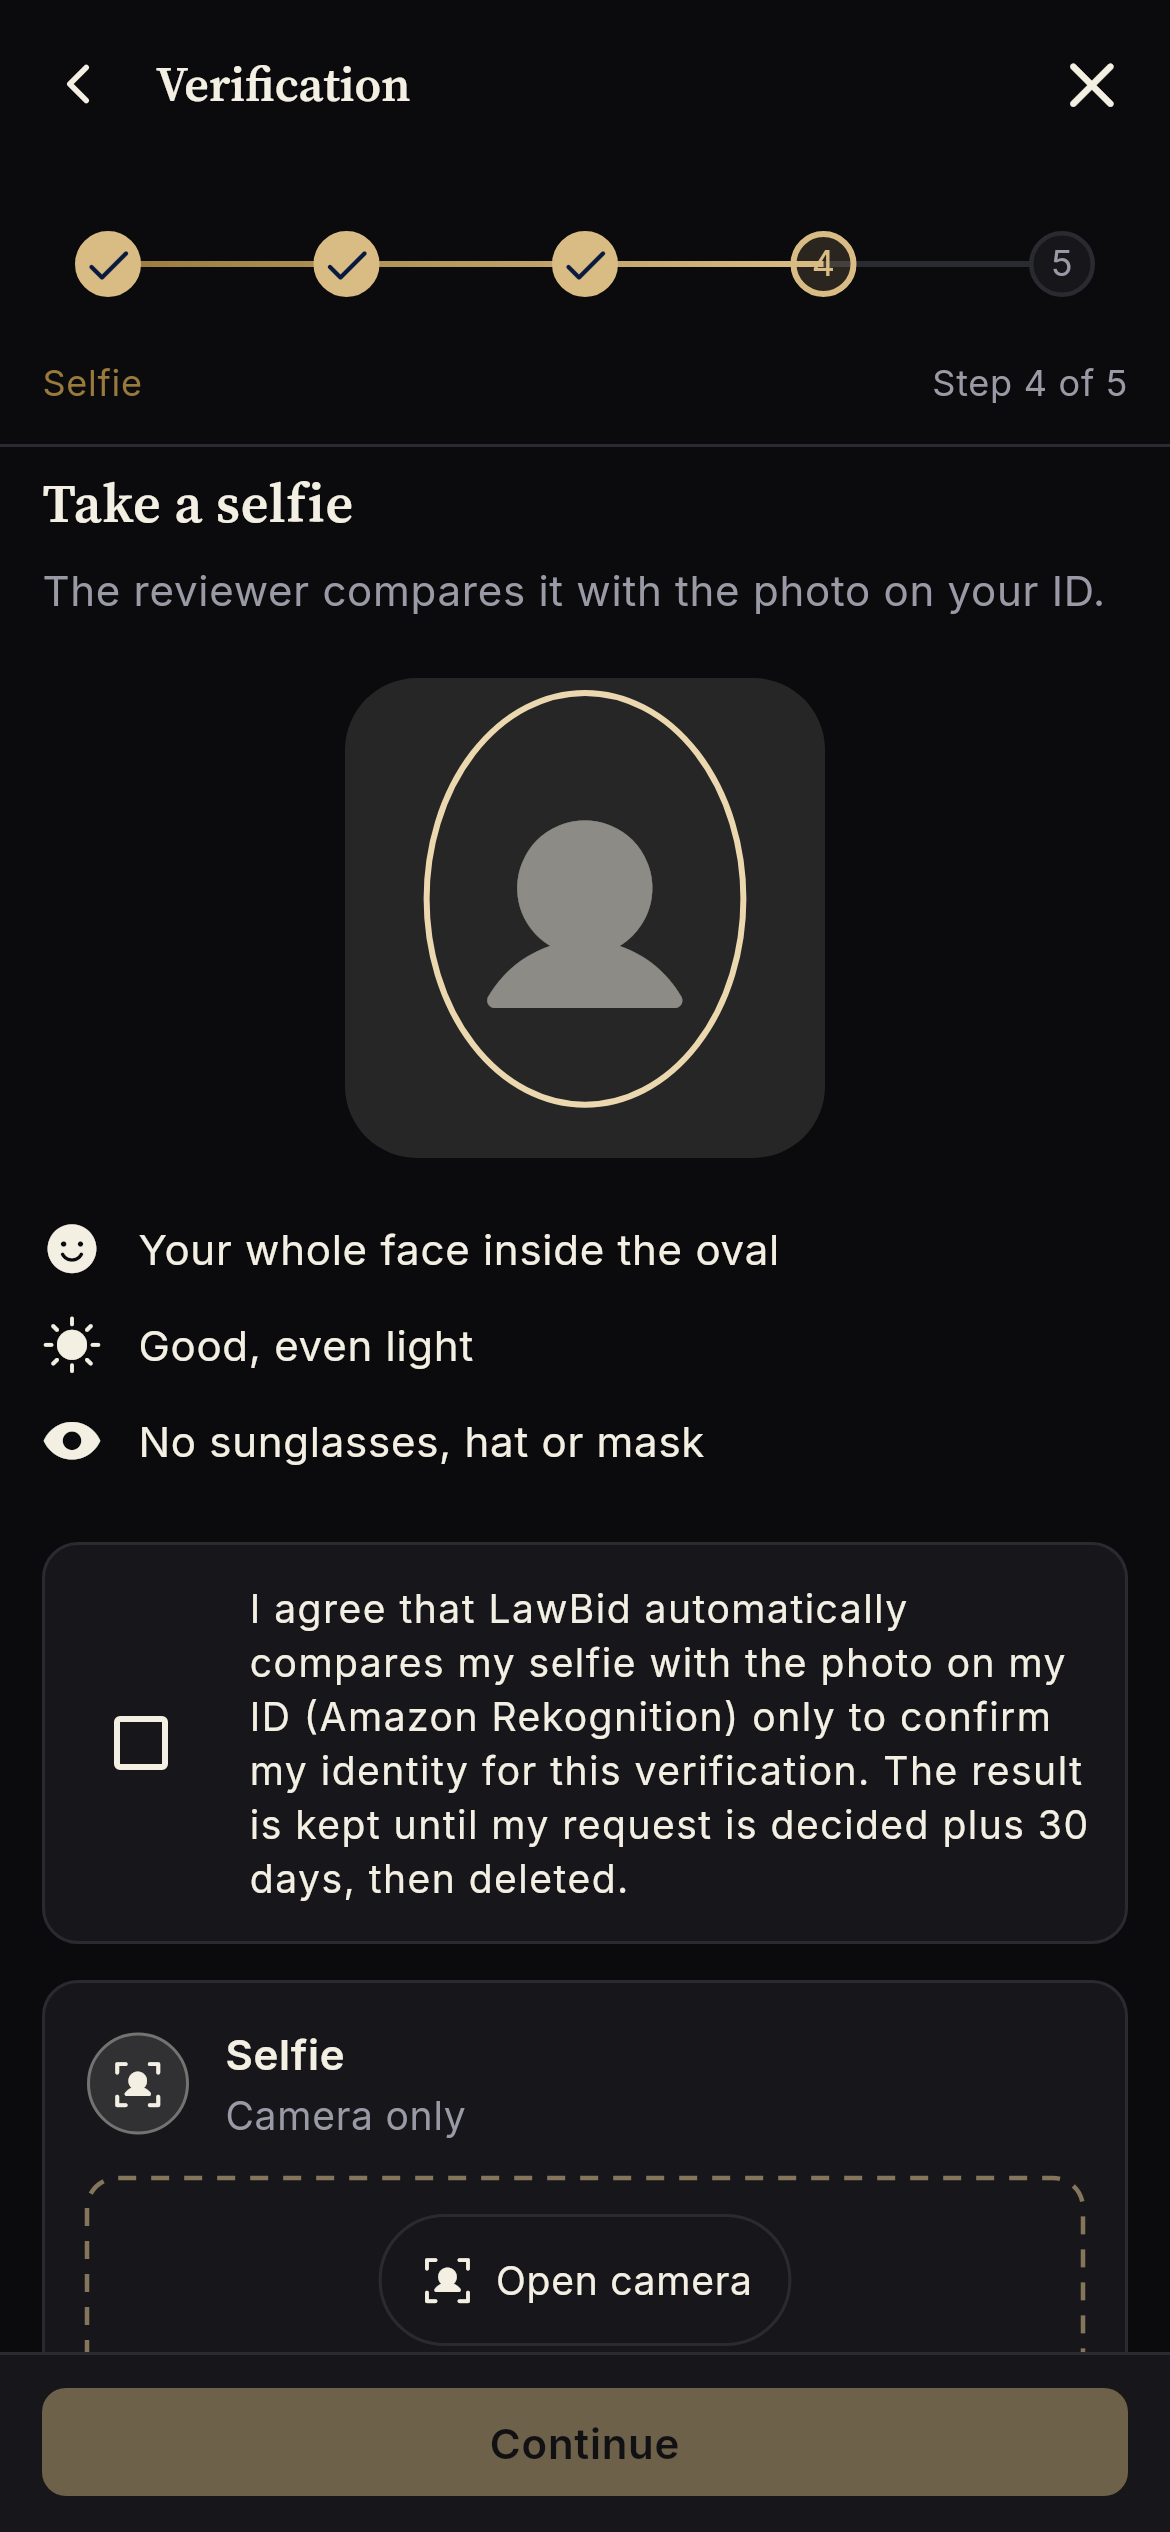 Verification
4
5
Selfie
Step 4 of 5
Take a selfie
The reviewer compares it with the photo on your ID.
Your whole face inside the oval
Good, even light
No sunglasses, hat or mask
I agree that LawBid automatically
compares my selfie with the photo on my
ID (Amazon Rekognition) only to confirm
my identity for this verification. The result
is kept until my request is decided plus 30
days, then deleted.
Selfie
Camera only
Open camera
Continue